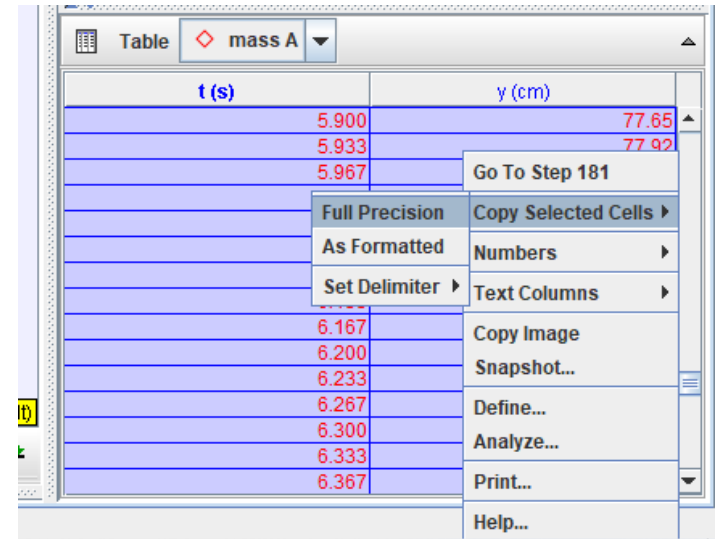 Table mass A
t (s) y (cm)
5.900 77.65
5.933 77.92
5.967
6.167
6.200
6.233
6.267
6.300
6.333
6.367
Go To Step 181
Copy Selected Cells
Numbers
Text Columns
Copy Image
Snapshot...
Define...
Analyze...
Print...
Help...
Full Precision
As Formatted
Set Delimiter